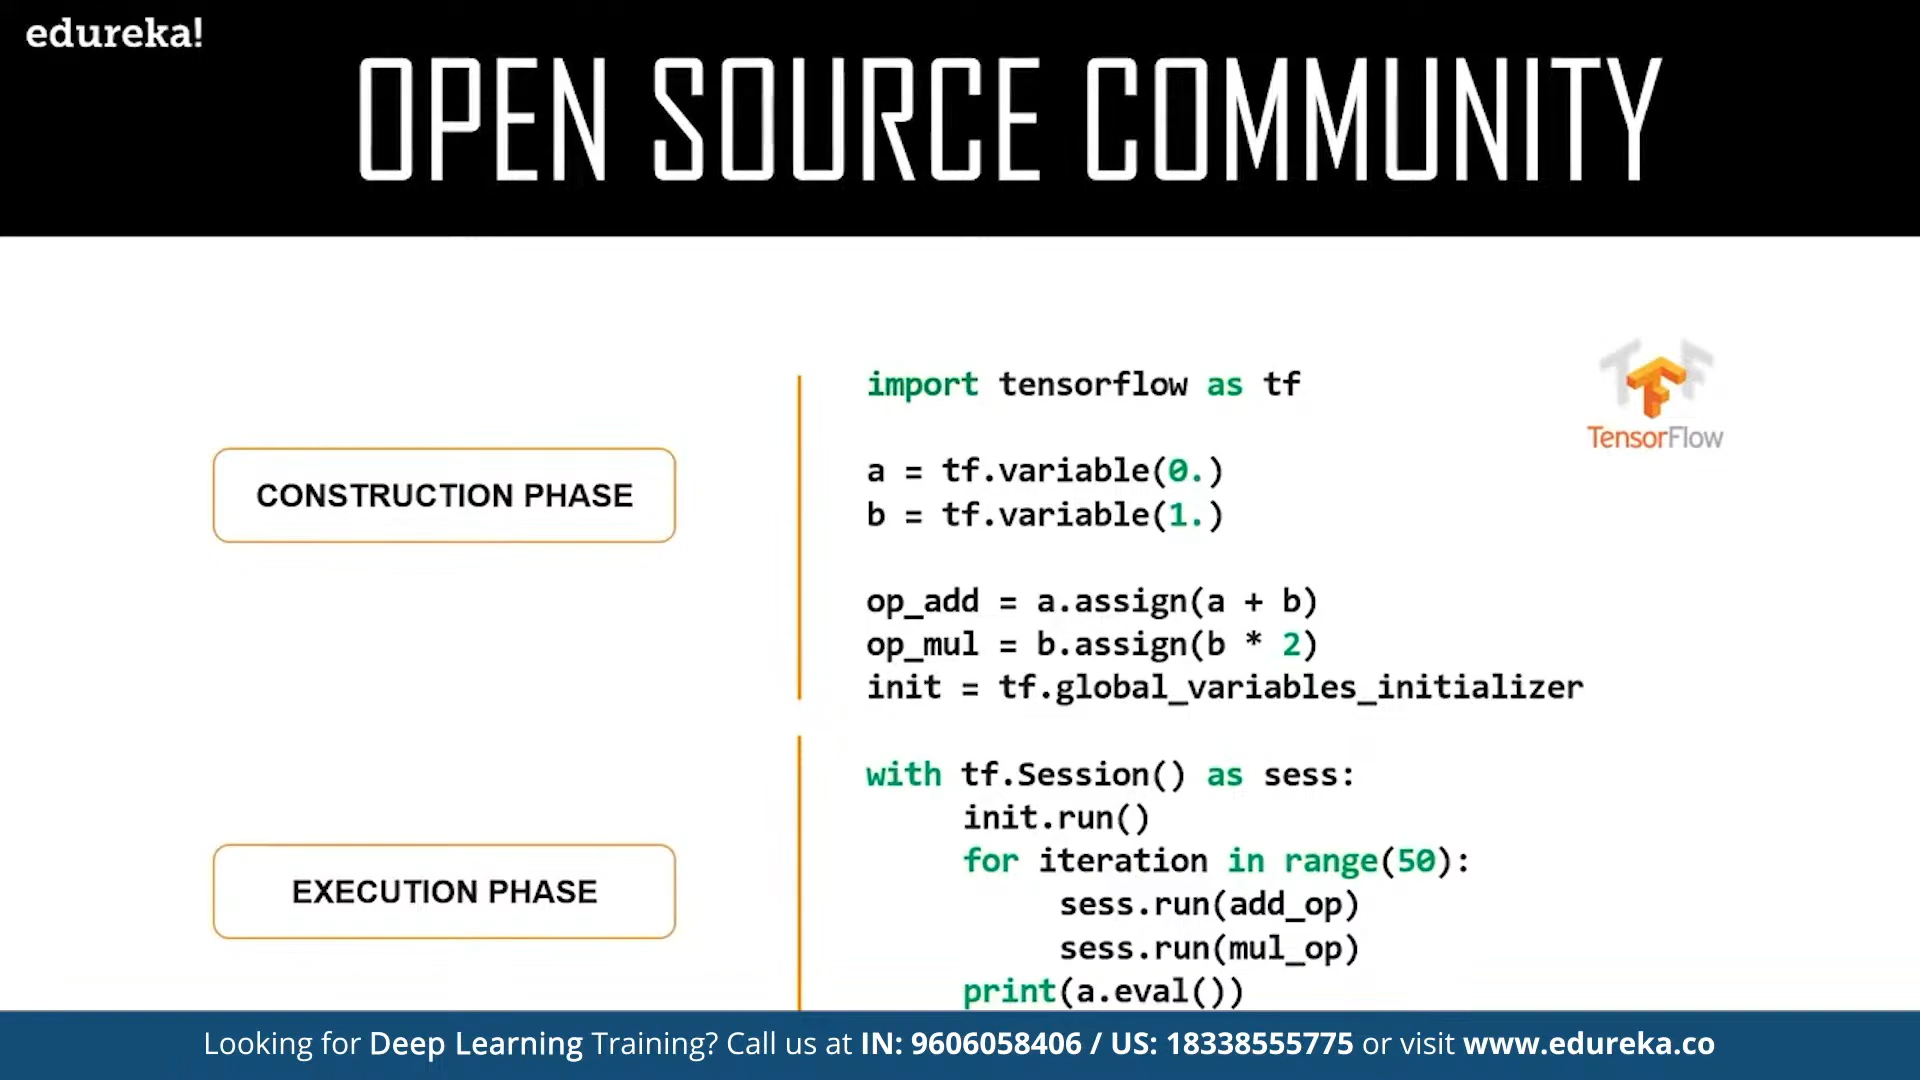 edureka!
OPEN SOURCE COMMUNITY
TensorFlow
CONSTRUCTION PHASE
import tensorflow as tf
a = tf.variable(0.)
b = tf.variable(1.)
op_add = a.assign(a + b)
op_mul = b.assign(b * 2)
init = tf.global_variables_initializer
EXECUTION PHASE
with tf.Session() as sess:
init.run()
for iteration in range(50):
sess.run(add_op)
sess.run(mul_op)
print(a.eval())
Looking for Deep Learning Training? Call us at IN: 9606058406 / US: 18338555775 or visit www.edureka.co